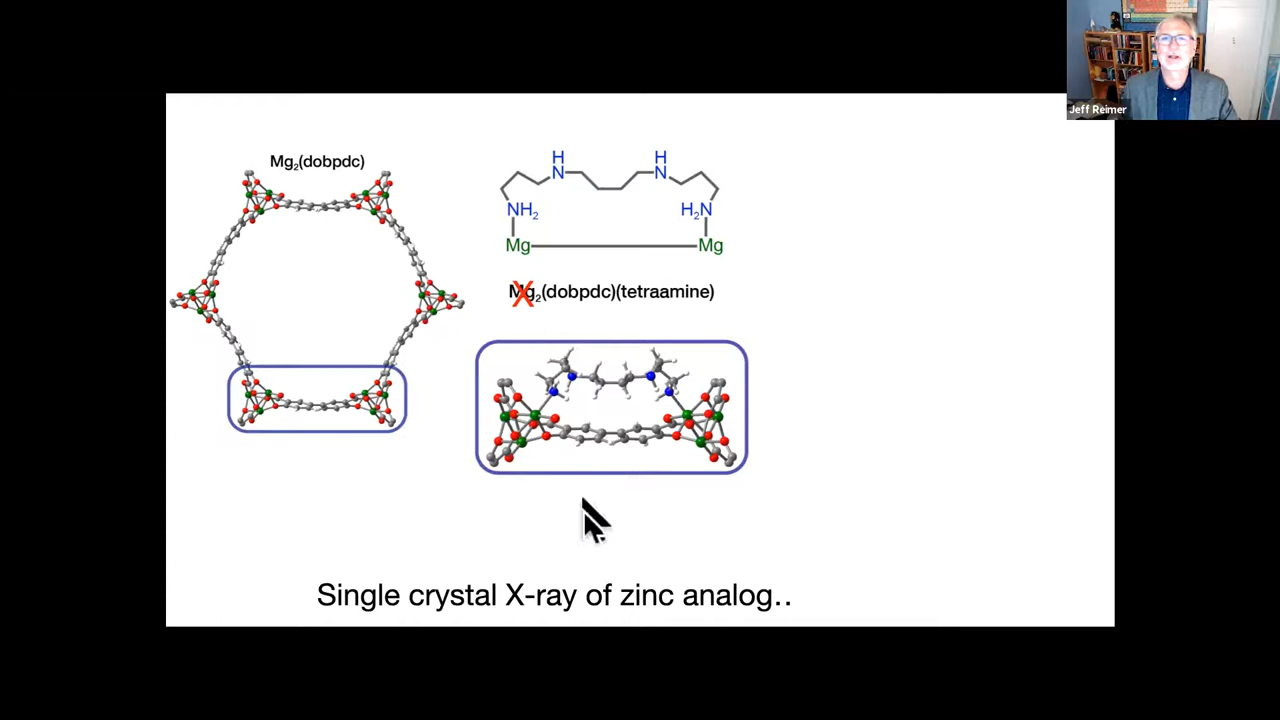 Jeff Reimer
Mg2(dobpdc)
H
N
H
N
NH2
H2N
Mg
Mg
Mg2(dobpdc)(tetraamine)
Single crystal X-ray of zinc analog..